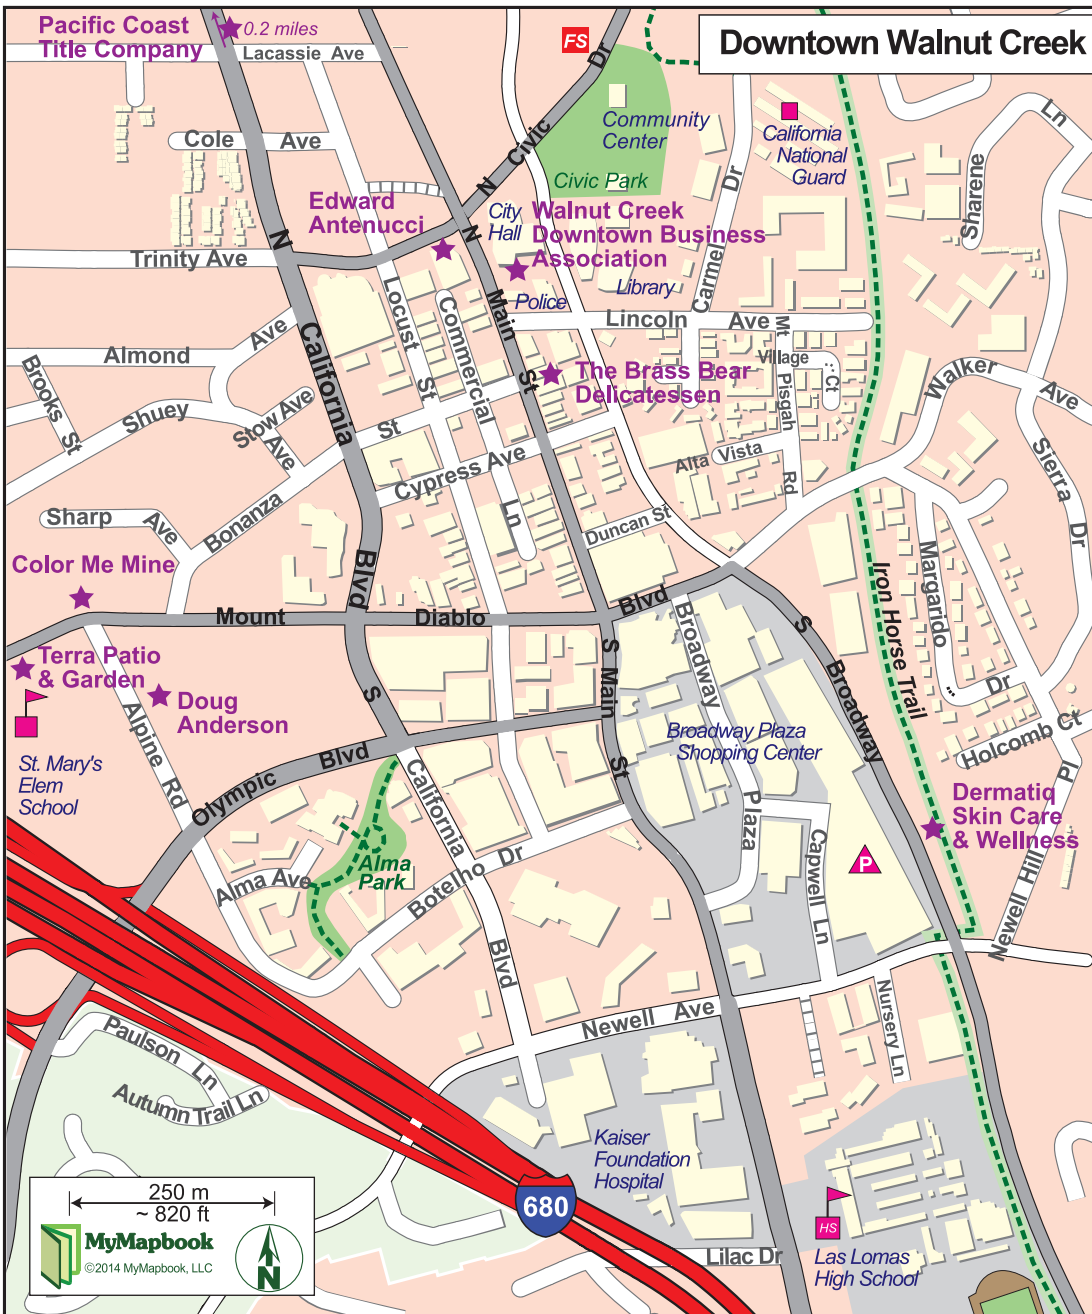 Downtown Walnut Creek
Pacific Coast
Title Company
0.2 miles
Lacassie Ave
FS
N Civic Dr
Community
Center
California
National
Guard
Civic Park
Cole Ave
Edward
Antenucci
City
Hall
Walnut Creek
Downtown Business
Association
Police
Library
Carmel Dr
Sharene Ln
Trinity Ave
N California Blvd
Locust St
Commercial Ln
N Main St
Lincoln Ave
Mt Pisgah Rd
Village Ct
Almond Ave
Brooks St
Shuey Ave
Stow Ave
The Brass Bear
Delicatessen
Walker Ave
Sierra Dr
Bonanza St
Cypress Ave
Alta Vista
Duncan St
Sharp Ave
Color Me Mine
Mount Diablo Blvd
Iron Horse Trail
Margarido Dr
Holcomb Ct
Terra Patio
& Garden
Doug
Anderson
St. Mary's
Elem
School
Alpine Rd
Olympic Blvd
S California Blvd
S Main St
Broadway Plaza
S Broadway
Broadway Plaza
Shopping Center
Capwell Ln
P
Dermatiq
Skin Care
& Wellness
Newell Hill Pl
Alma
Park
Alma Ave
Botelho Dr
Newell Ave
Nursery Ln
Paulson Ln
Autumn Trail Ln
Kaiser
Foundation
Hospital
680
HS
Las Lomas
High School
Lilac Dr
250 m
~ 820 ft
MyMapbook
©2014 MyMapbook, LLC
N